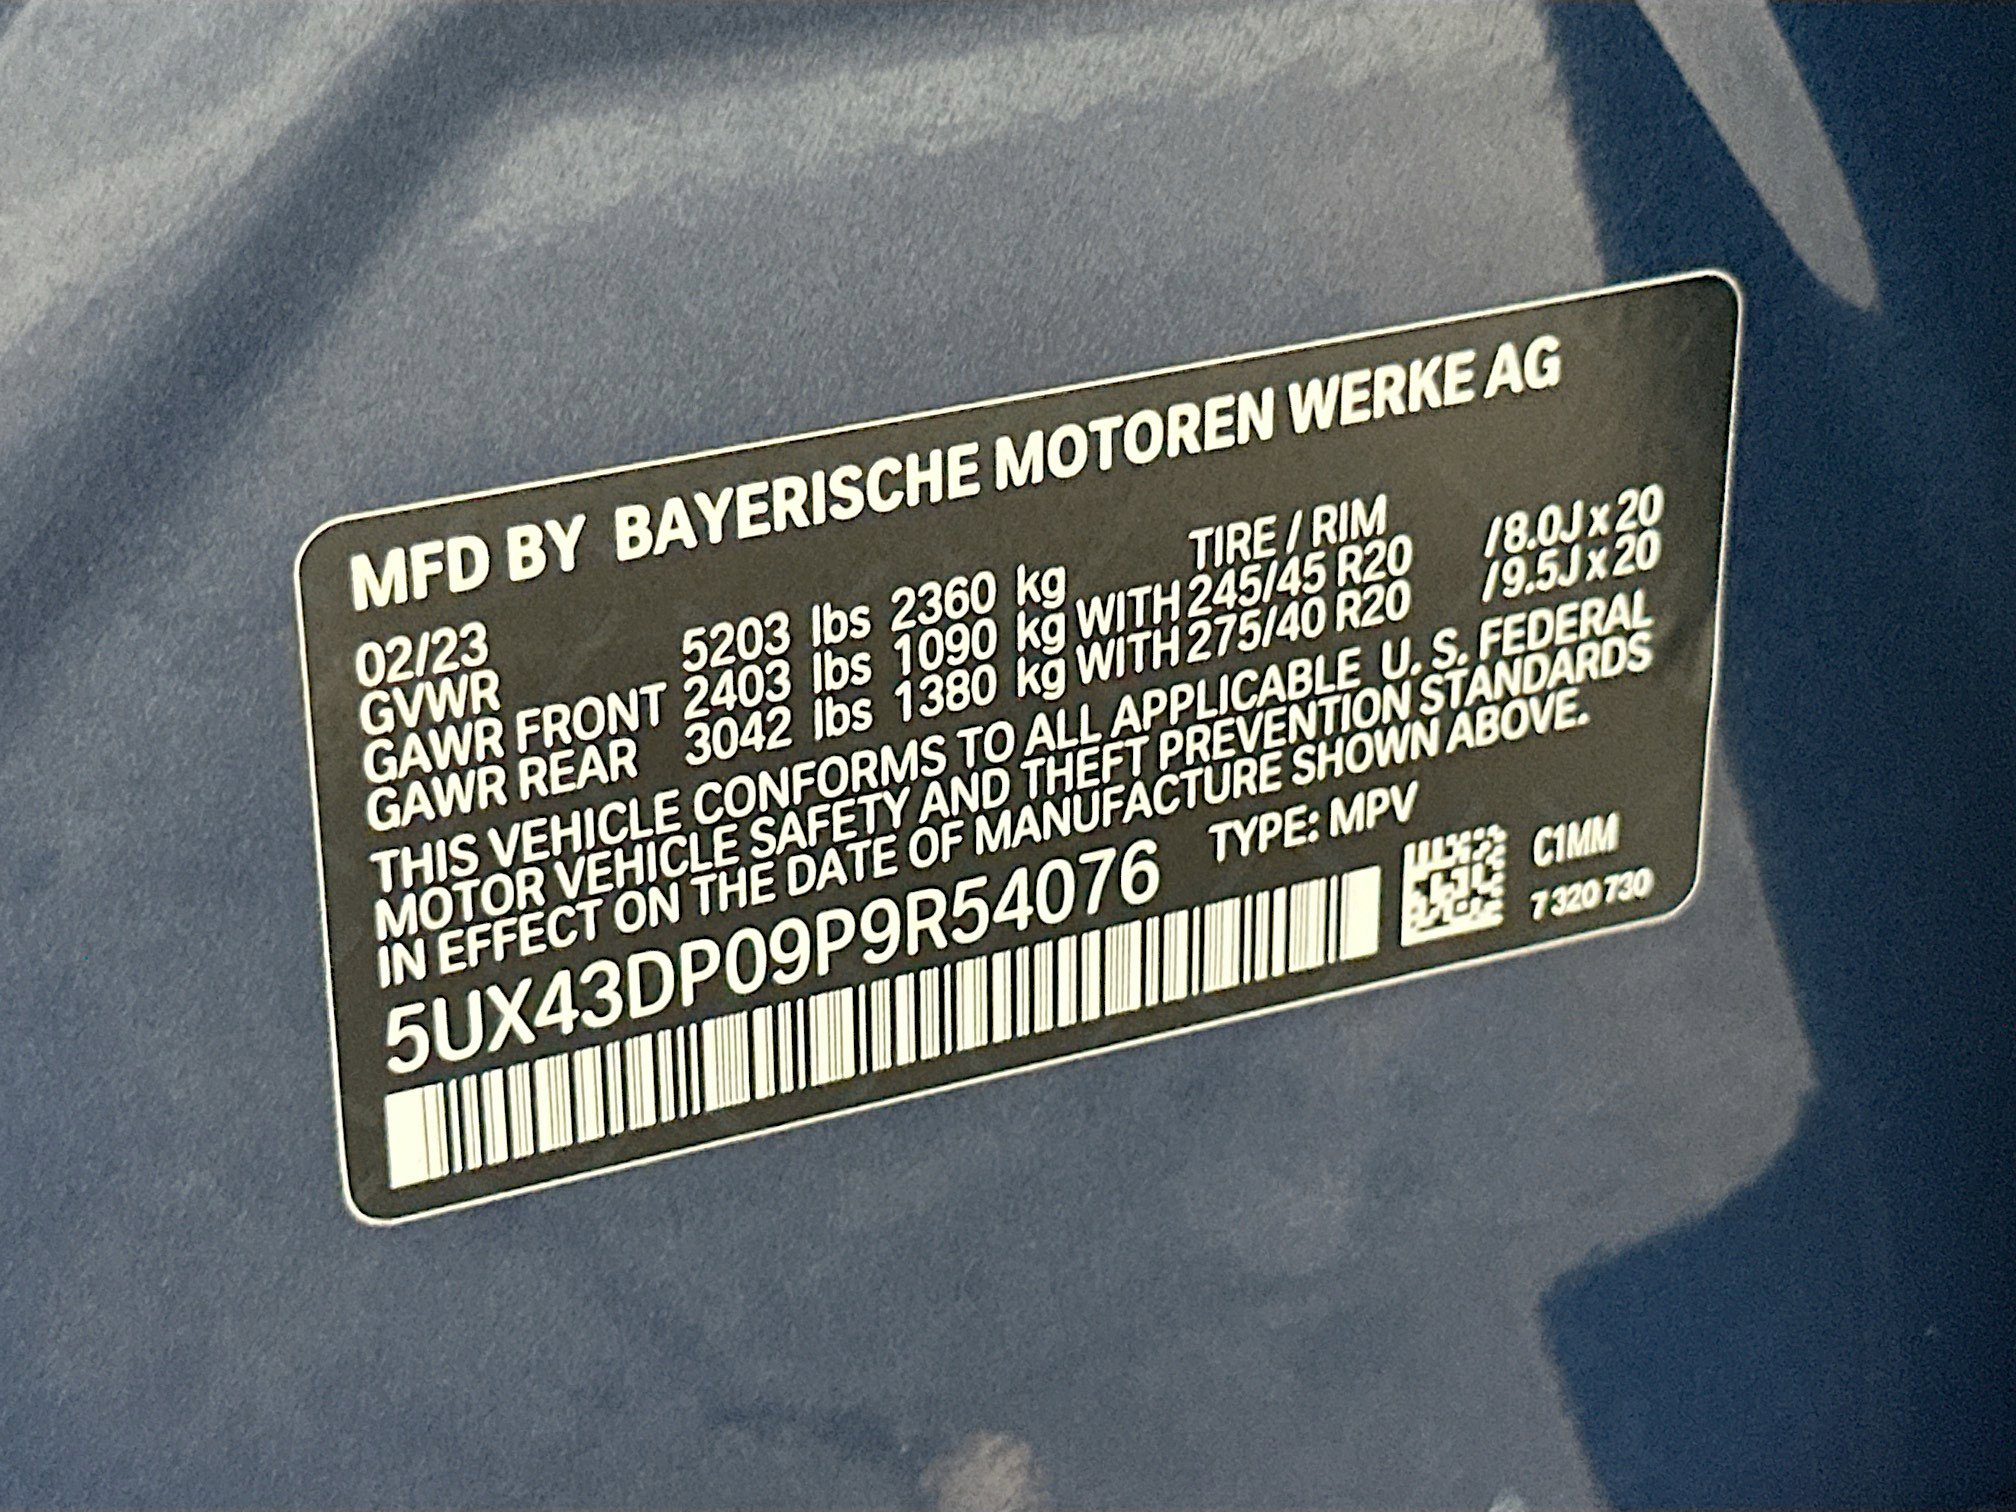 MFD BY BAYERISCHE MOTOREN WERKE AG
02/23 TIRE / RIM
GVWR 5203 lbs 2360 kg
GAWR FRONT 2403 lbs 1090 kg WITH 245/45 R20 /8.0J x 20
GAWR REAR 3042 lbs 1380 kg WITH 275/40 R20 /9.5J x 20
THIS VEHICLE CONFORMS TO ALL APPLICABLE U. S. FEDERAL
MOTOR VEHICLE SAFETY AND THEFT PREVENTION STANDARDS
IN EFFECT ON THE DATE OF MANUFACTURE SHOWN ABOVE.
5UX43DP09P9R54076 TYPE: MPV
C1MM
7 320 730